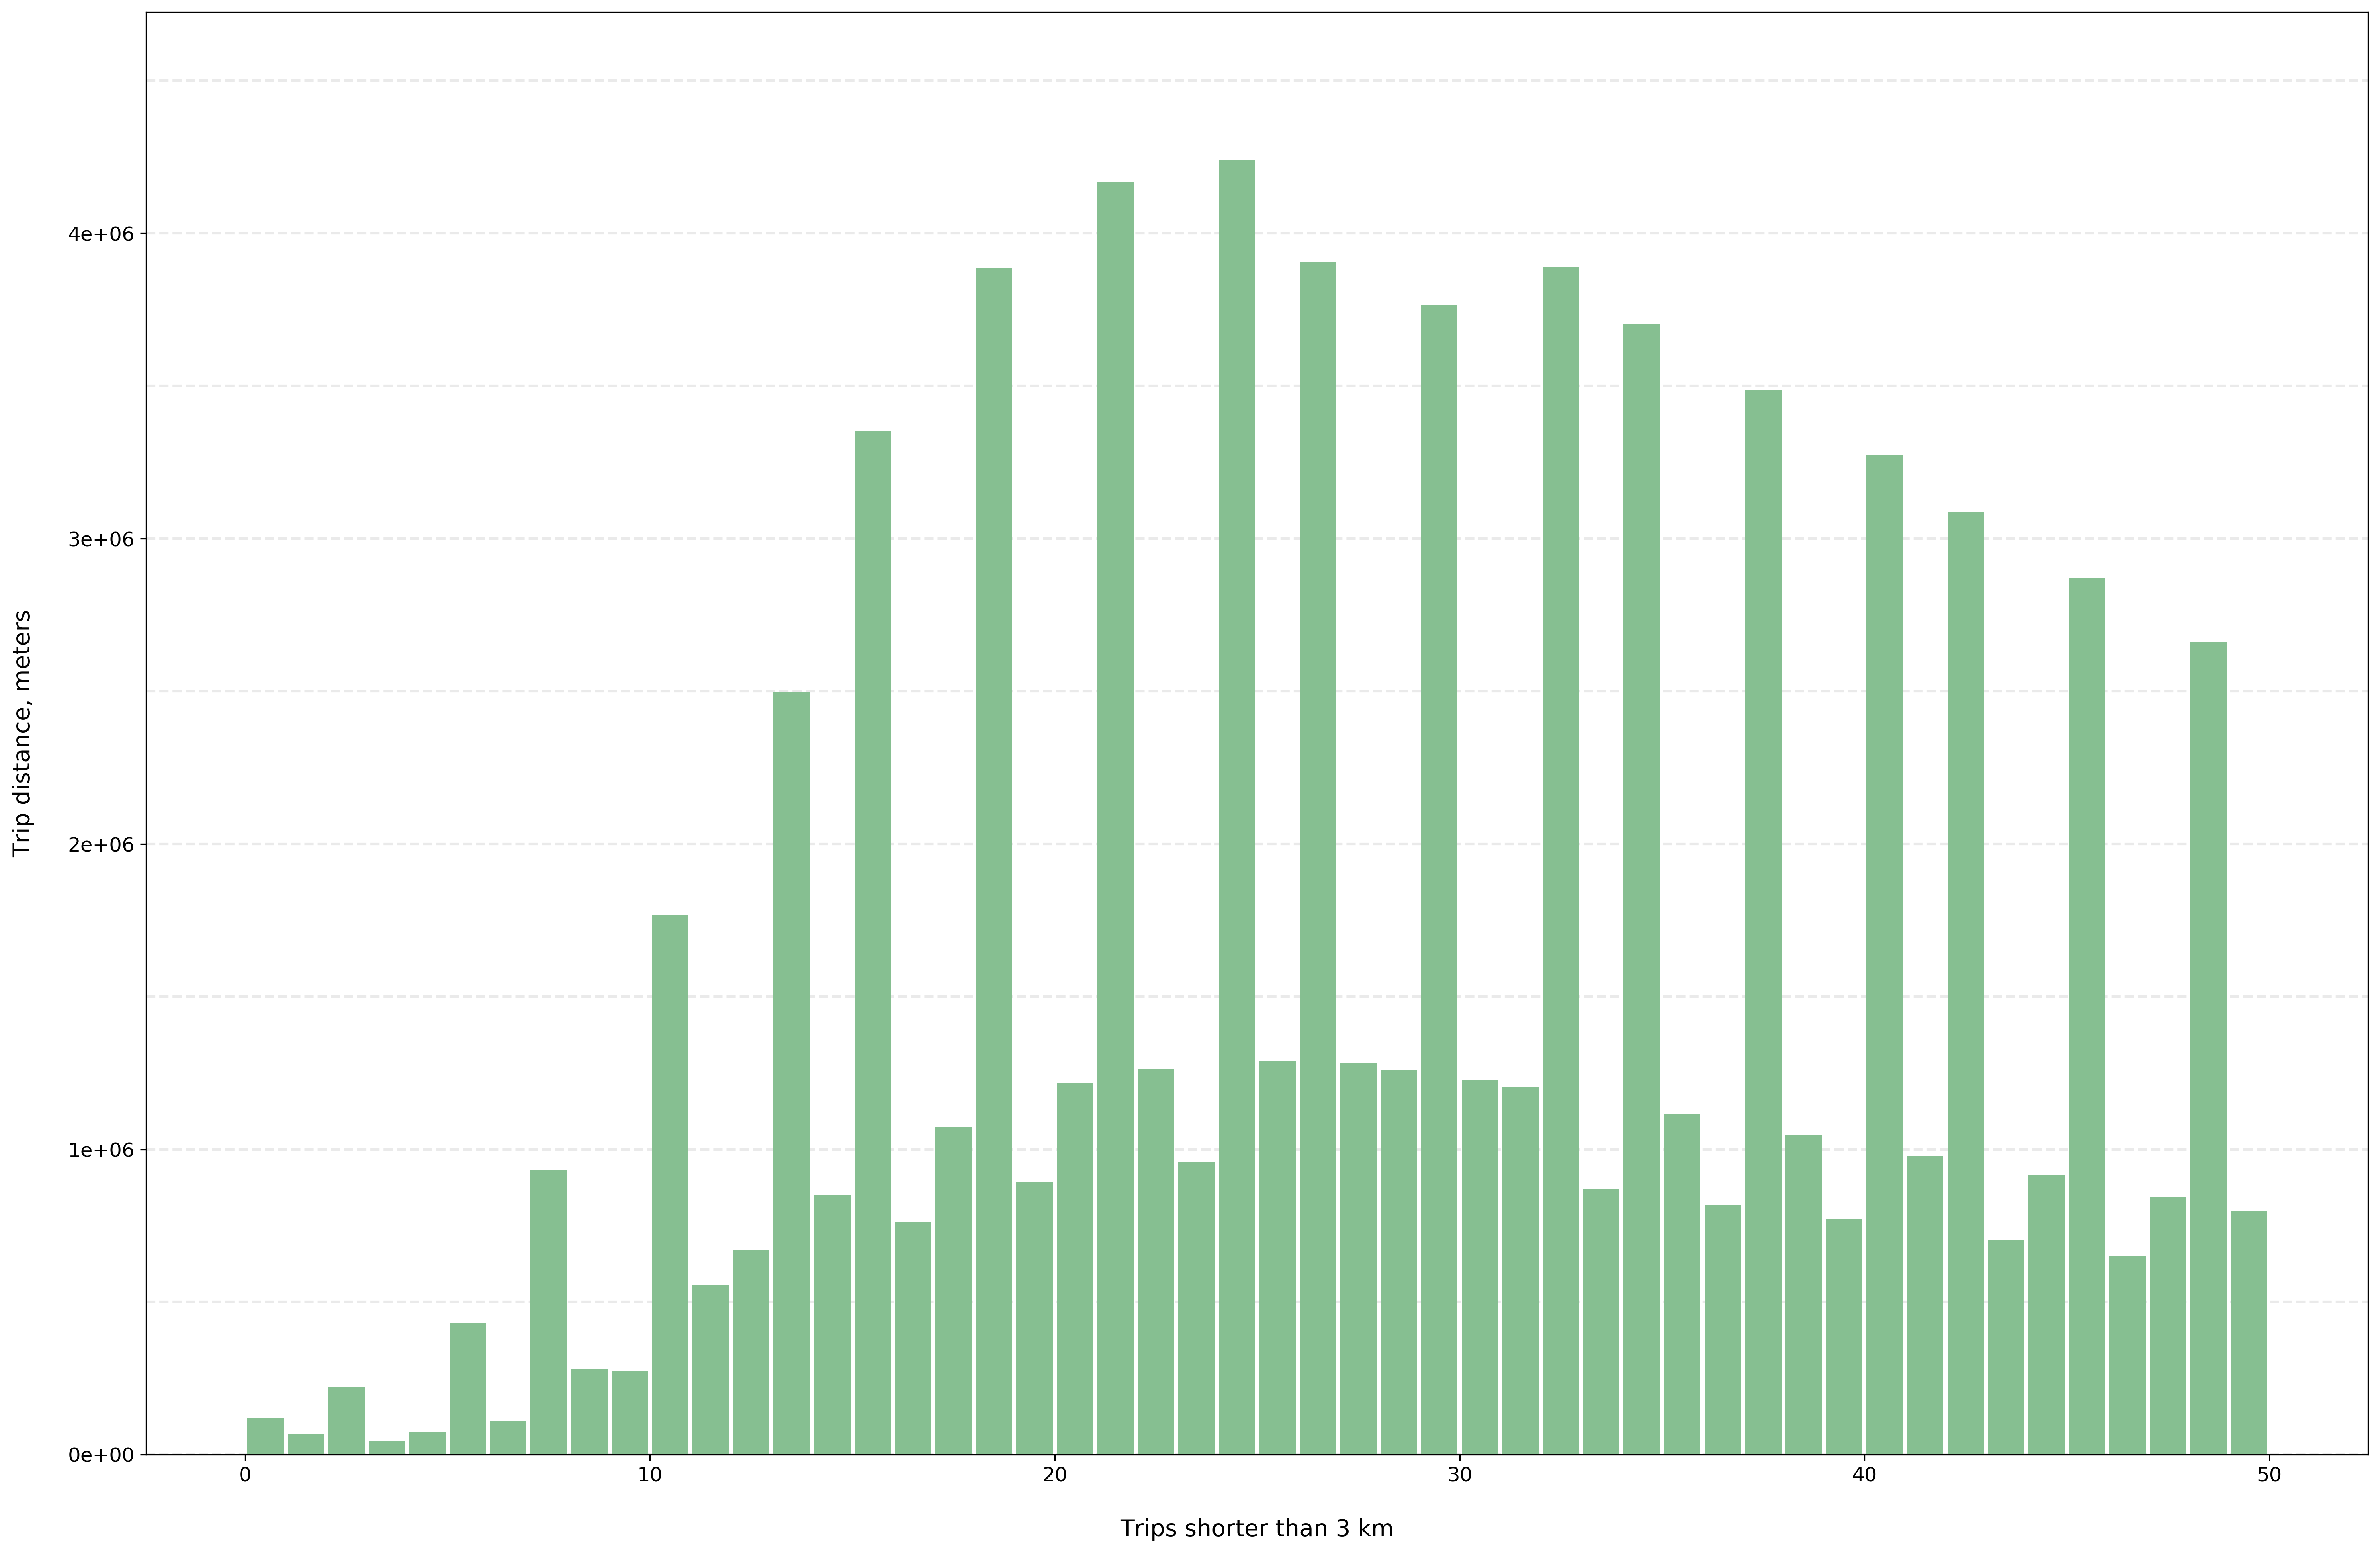 Trip distance, meters
4e+06
3e+06
2e+06
1e+06
0e+00
0 10 20 30 40 50
Trips shorter than 3 km